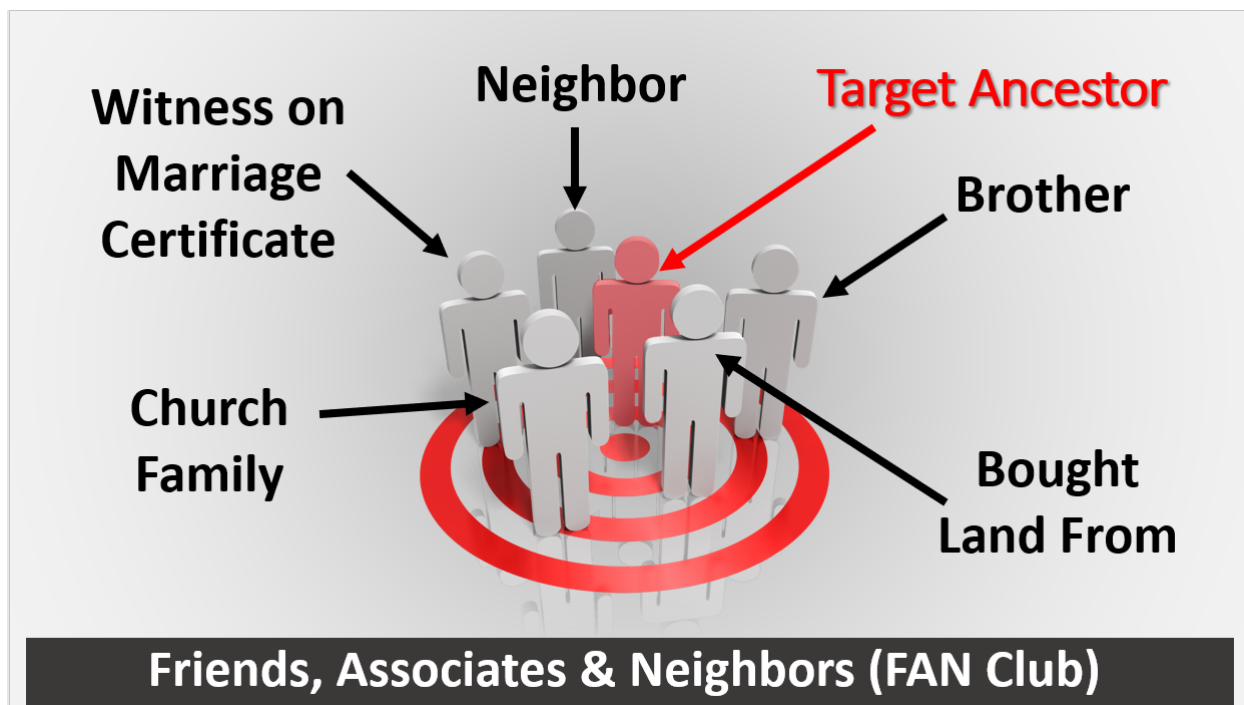 Witness on
Marriage
Certificate
Neighbor
Target Ancestor
Brother
Church
Family
Bought
Land From
Friends, Associates & Neighbors (FAN Club)